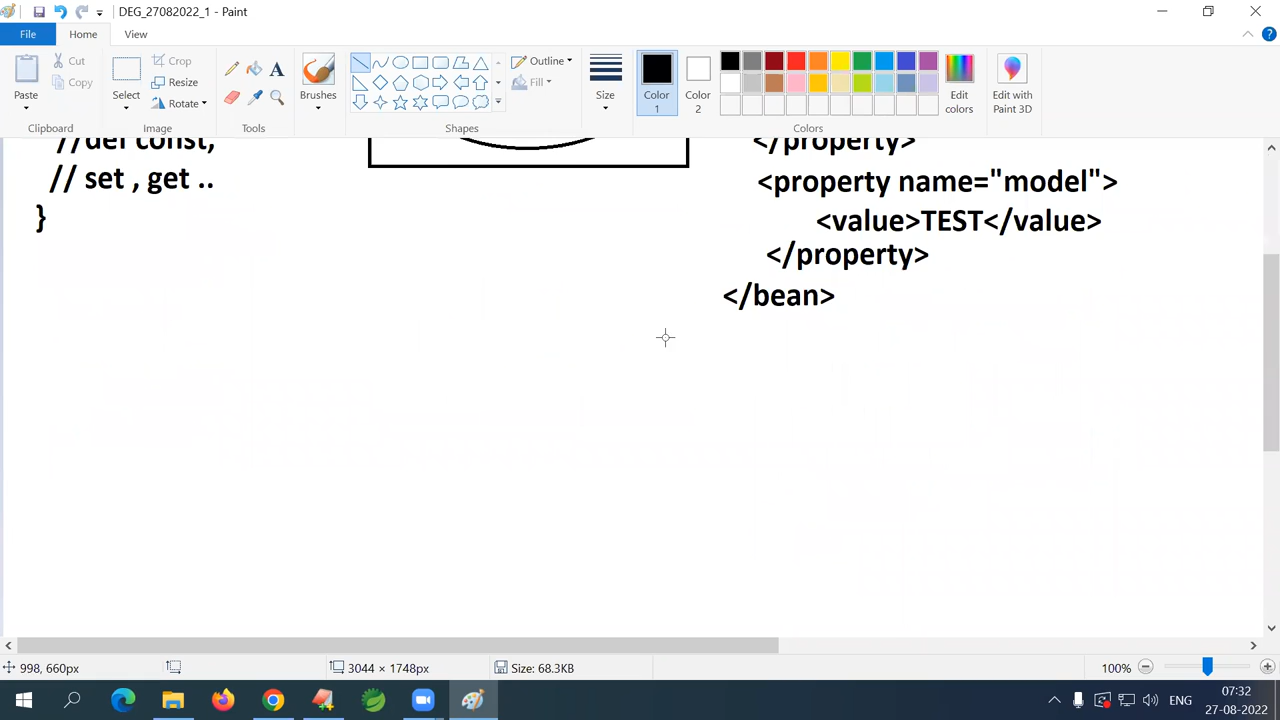 DEG_27082022_1 - Paint
File Home View
Paste
Cut
Copy
Clipboard
Select
Crop
Resize
Rotate
Image
Tools
Brushes
Shapes
Outline
Fill
Size
Color 1
Color 2
Edit colors
Colors
Edit with Paint 3D
//def const,
// set , get ..
}
</property>
<property name="model">
<value>TEST</value>
</property>
</bean>
998, 660px
3044 × 1748px
Size: 68.3KB
100%
ENG
07:32
27-08-2022